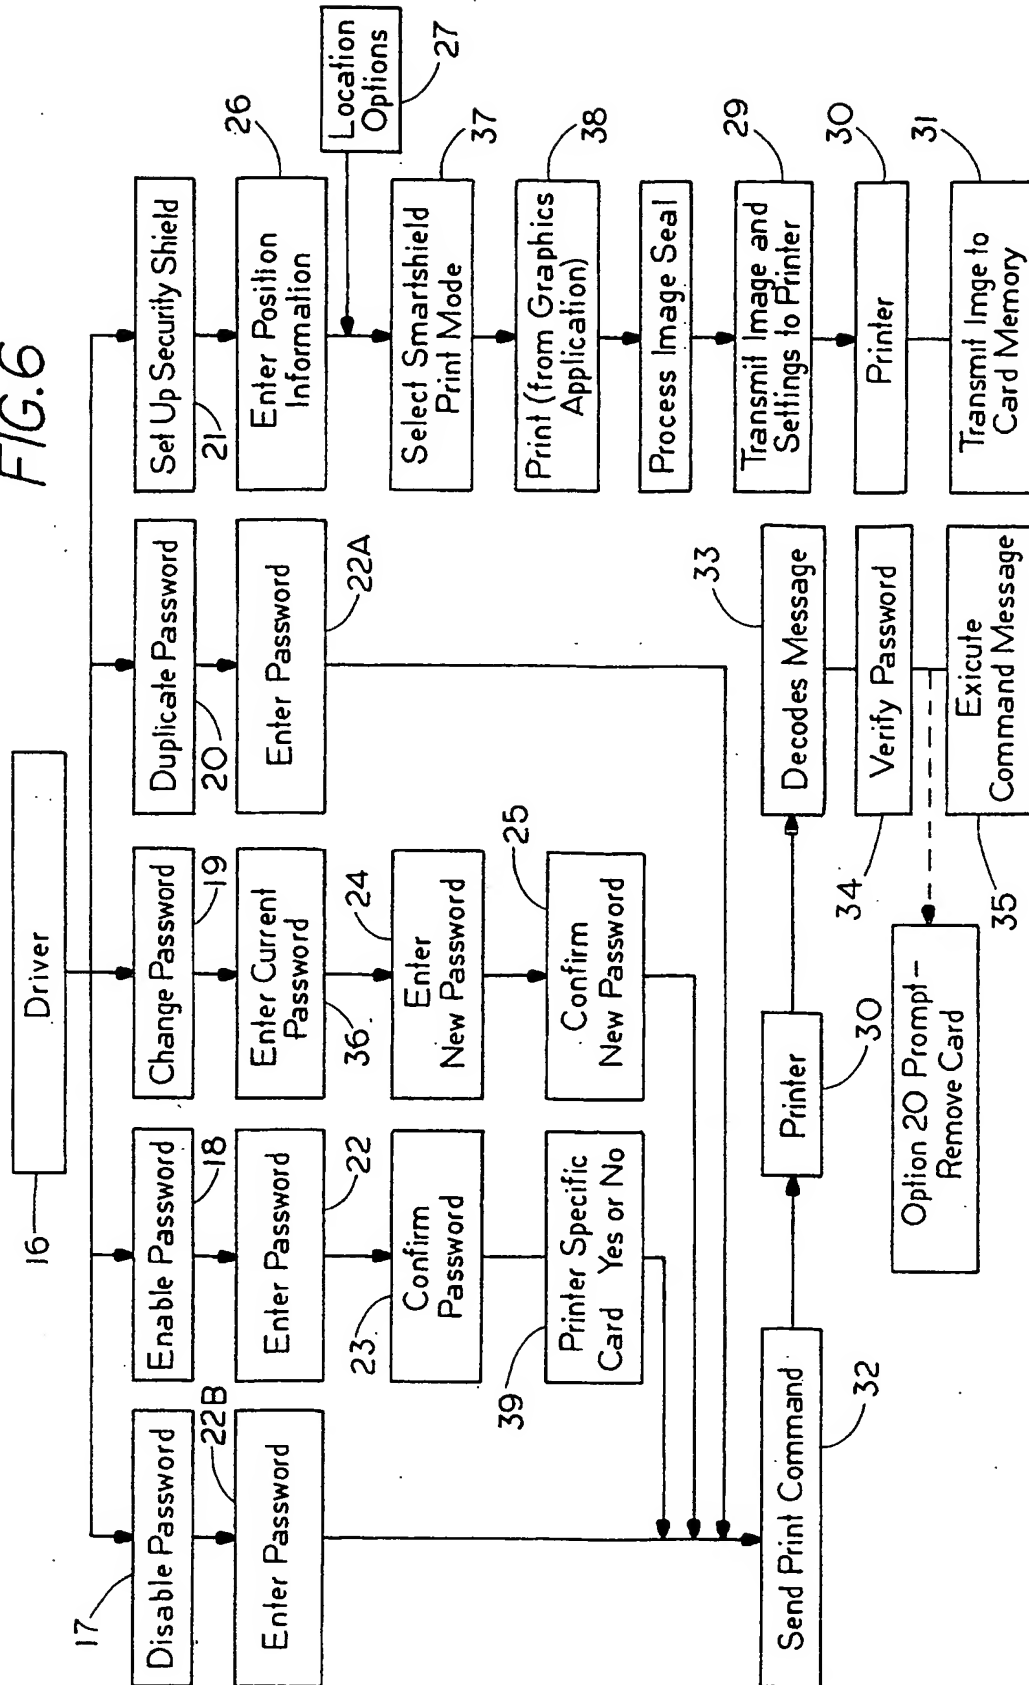 FIG.6
Driver
16
Disable Password
17
Enable Password
18
Change Password
19
Duplicate Password
20
Set Up Security Shield
21
Enter Password
22B
Enter Password
22
Enter Current
Password
36
Enter Password
22A
Enter Position
Information
26
Location
Options
27
Confirm
Password
23
Enter
New Password
24
Select Smartshield
Print Mode
37
Printer Specific
Card Yes or No
39
Confirm
New Password
25
Print (from Graphics
Application)
38
Process Image Seal
Send Print Command
32
Printer
30
Decodes Message
33
Transmit Image and
Settings to Printer
29
Verify Password
34
Printer
30
Option 20 Prompt-
Remove Card
Exicute
Command Message
35
Transmit Imge to
Card Memory
31